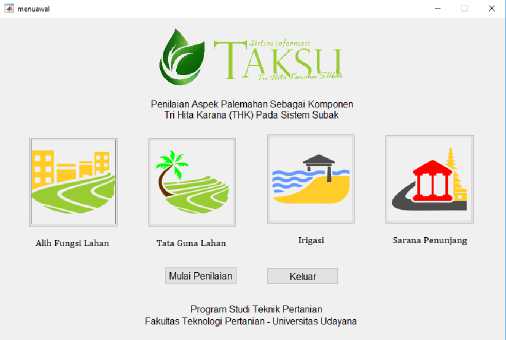 menuawal
Sistem Informasi
TAKSU
Tri Hita Karana Subak
Penilaian Aspek Palemahan Sebagai Komponen
Tri Hita Karana (THK) Pada Sistem Subak
Alih Fungsi Lahan
Tata Guna Lahan
Irigasi
Sarana Penunjang
Mulai Penilaian
Keluar
Program Studi Teknik Pertanian
Fakultas Teknologi Pertanian - Universitas Udayana